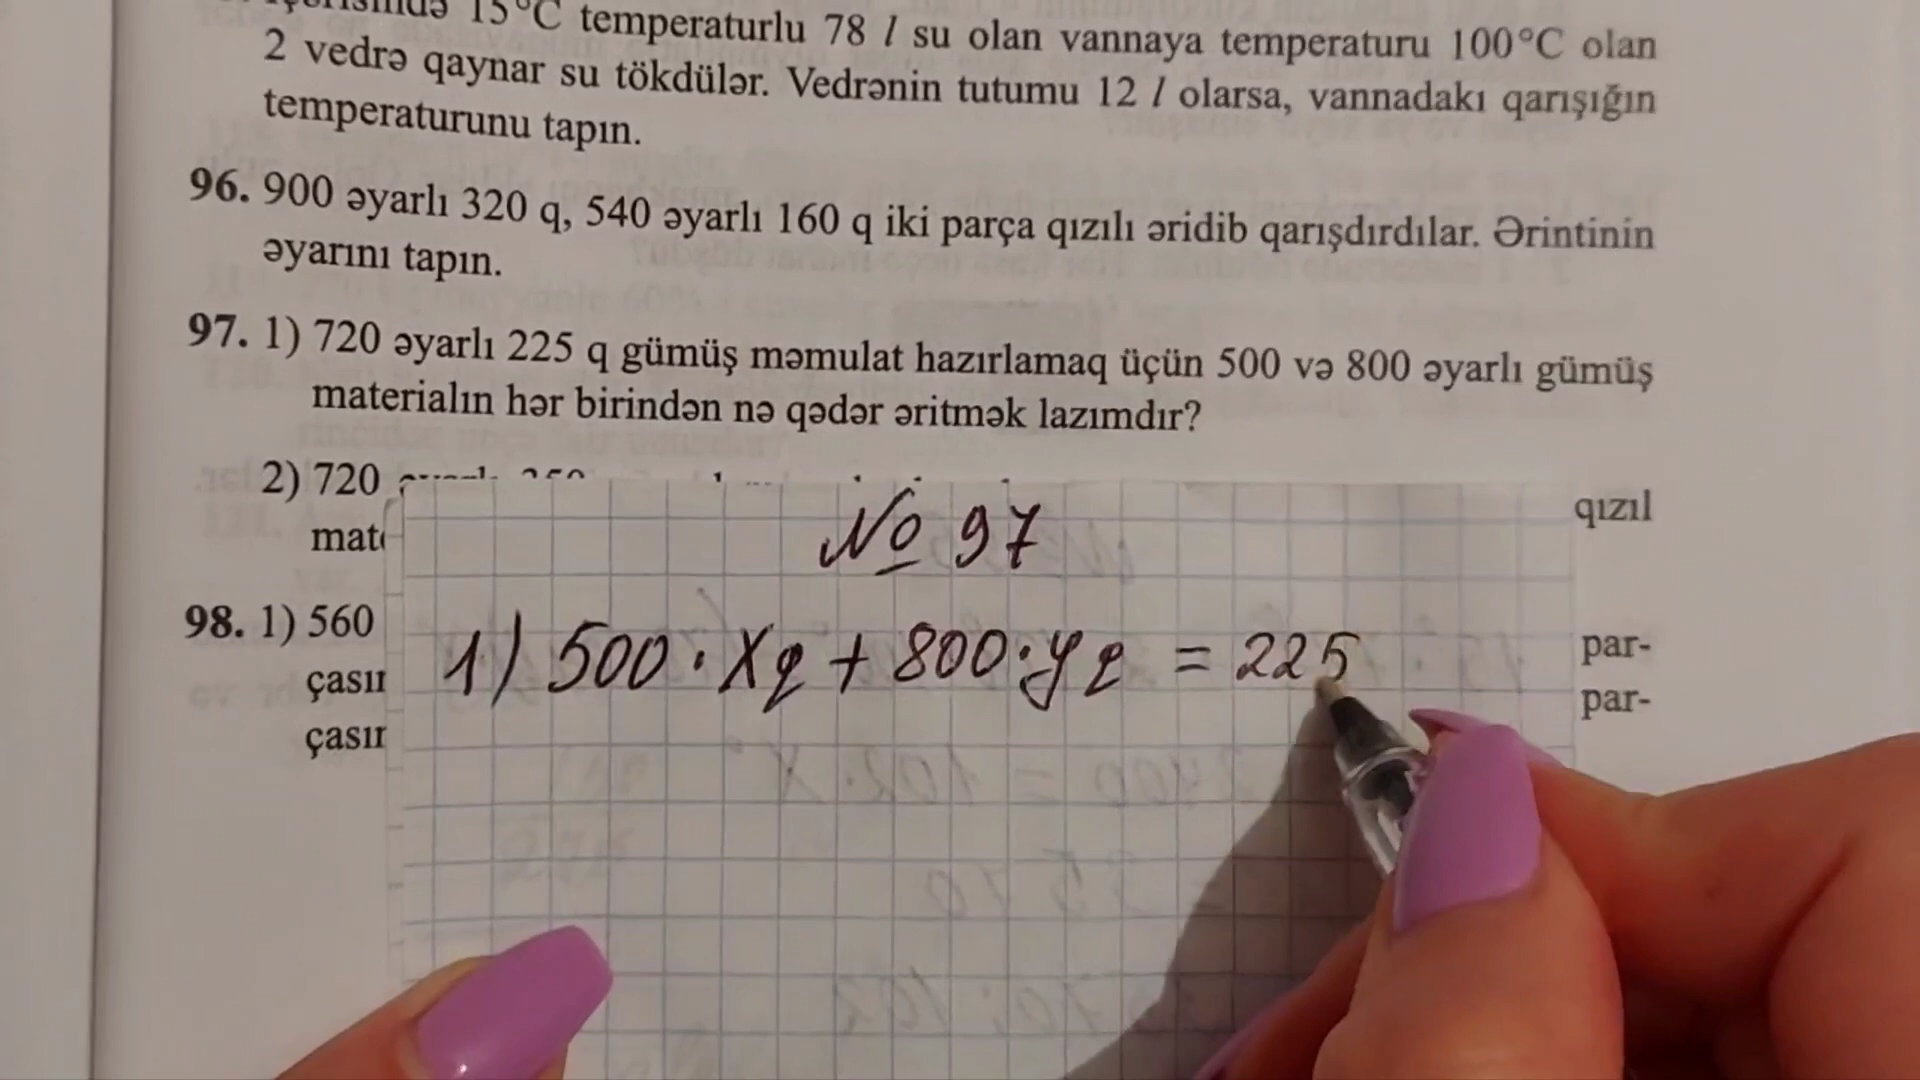 15°C temperaturlu 78 l su olan vannaya temperaturu 100°C olan
2 vedrə qaynar su tökdülər. Vedrənin tutumu 12 l olarsa, vannadakı qarışığın
temperaturunu tapın.
96. 900 əyarlı 320 q, 540 əyarlı 160 q iki parça qızılı əridib qarışdırdılar. Ərintinin
əyarını tapın.
97. 1) 720 əyarlı 225 q gümüş məmulat hazırlamaq üçün 500 və 800 əyarlı gümüş
materialın hər birindən nə qədər əritmək lazımdır?
2) 720 qızıl
№ 97
98. 1) 560 par-
1) 500 · xq + 800 · yq = 225
par-